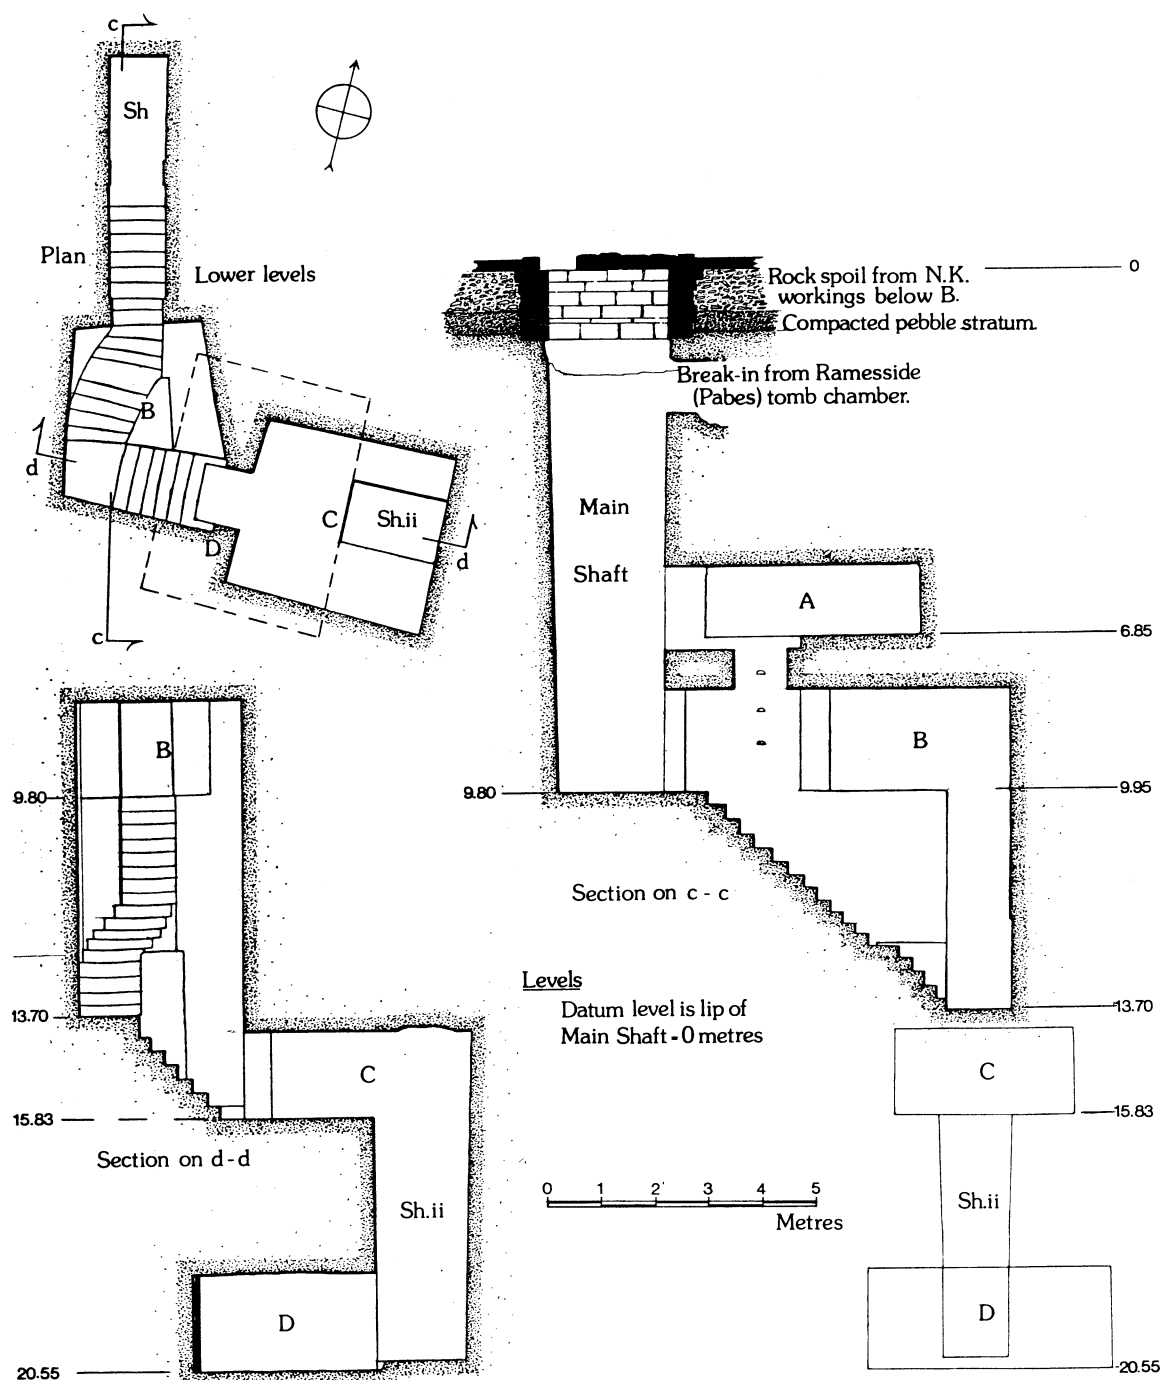 c
Sh
Plan
Lower levels
B
d
C
Sh.ii
d
D
c
0
Rock spoil from N.K.
workings below B.
Compacted pebble stratum.
Break-in from Ramesside
(Pabes) tomb chamber.
Main
Shaft
A
6.85
B
9.80
9.95
Section on c - c
13.70
C
15.83
Sh.ii
D
20.55
B
9.80
13.70
C
15.83
Section on d - d
Sh.ii
D
20.55
Levels
Datum level is lip of
Main Shaft = 0 metres
0 1 2 3 4 5
Metres